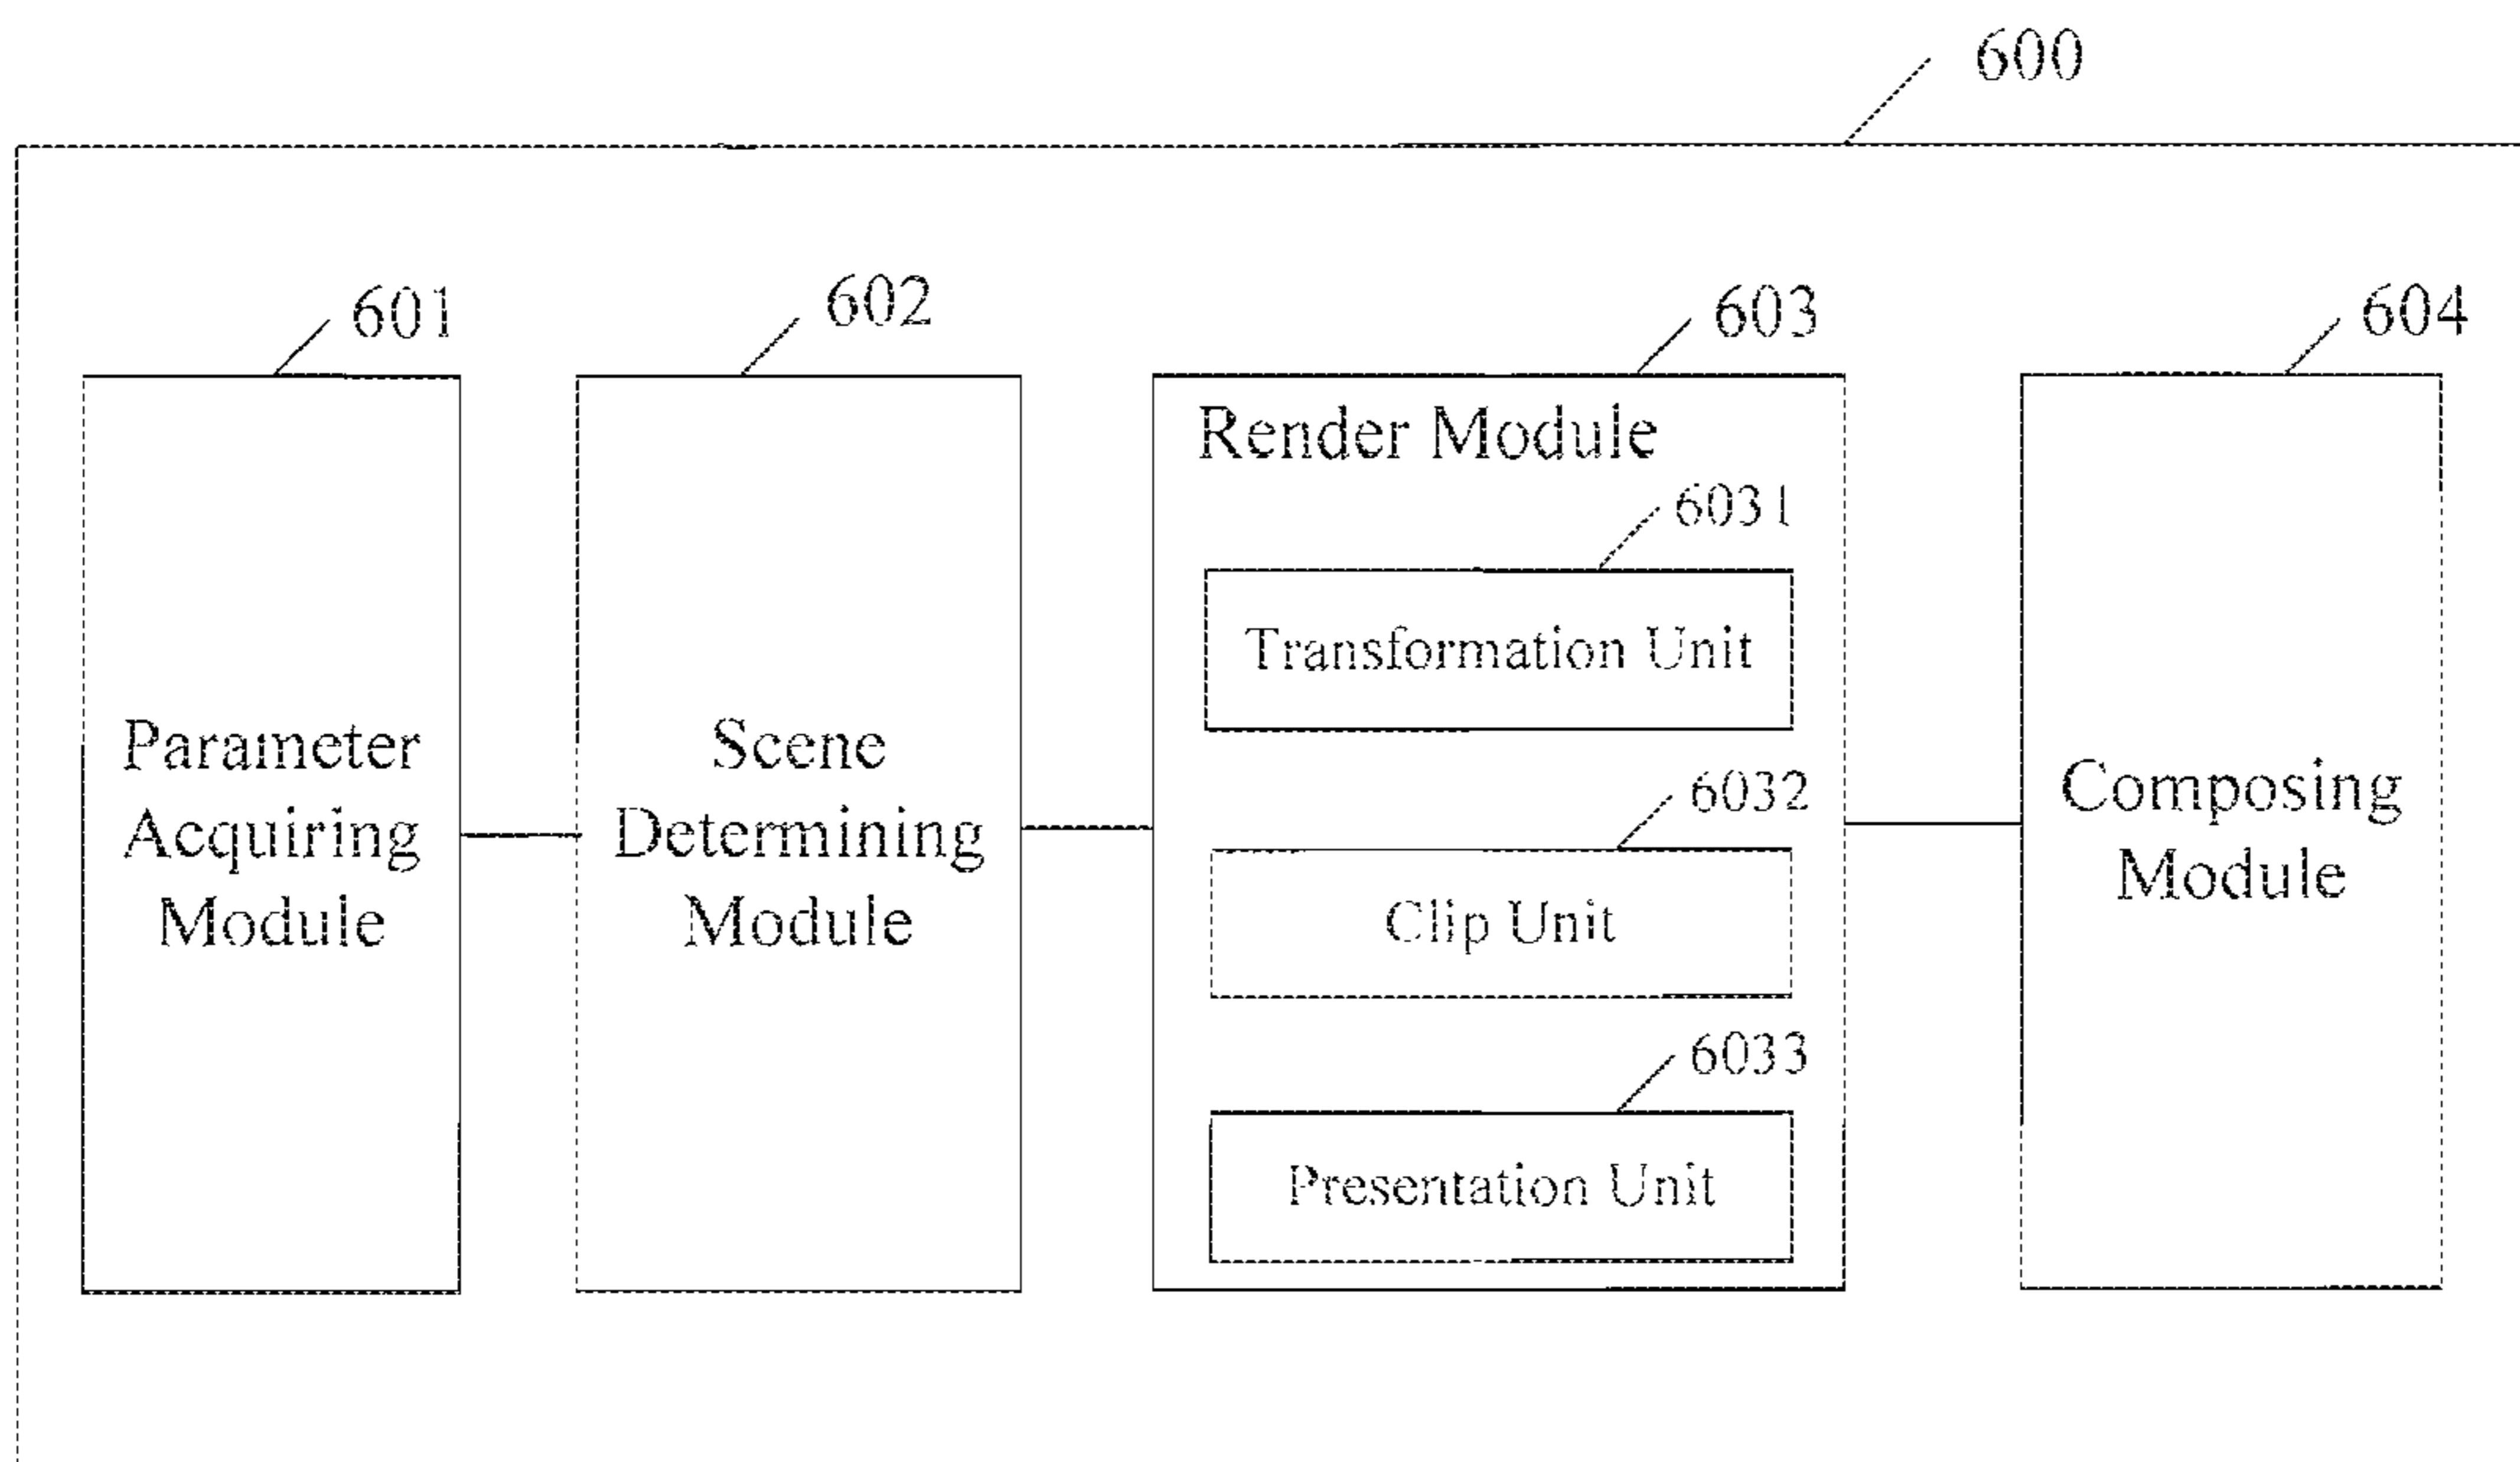 600
601
602
603
604
Render Module
6031
Transformation Unit
Parameter
Acquiring
Module
Scene
Determining
Module
6032
Clip Unit
6033
Presentation Unit
Composing
Module